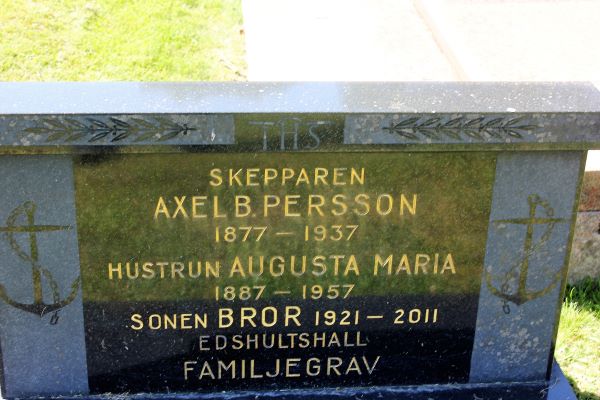 IHS
SKEPPAREN
AXEL B. PERSSON
1877 – 1937
HUSTRUN AUGUSTA MARIA
1887 – 1957
SONEN BROR 1921 – 2011
EDSHULTSHALL
FAMILJEGRAV